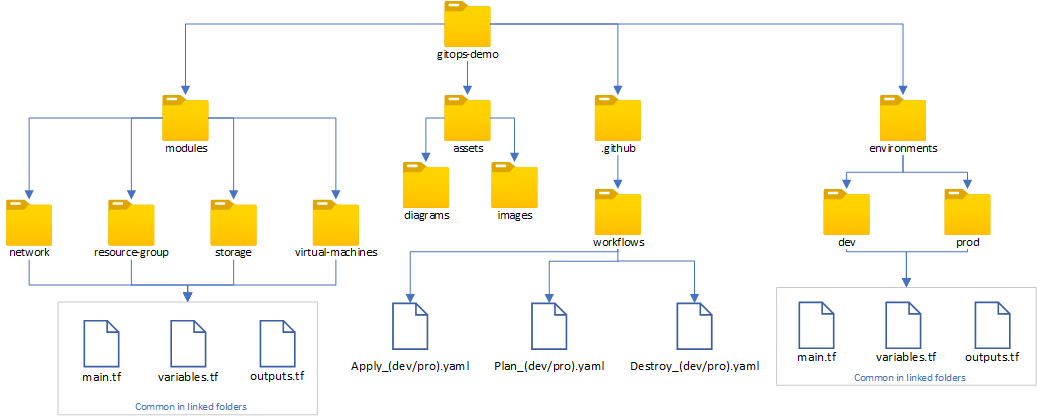 gitops-demo
modules
assets
.github
environments
diagrams
images
network
resource-group
storage
virtual-machines
workflows
dev
prod
main.tf
variables.tf
outputs.tf
Common in linked folders
Apply_(dev/pro).yaml
Plan_(dev/pro).yaml
Destroy_(dev/pro).yaml
main.tf
variables.tf
outputs.tf
Common in linked folders